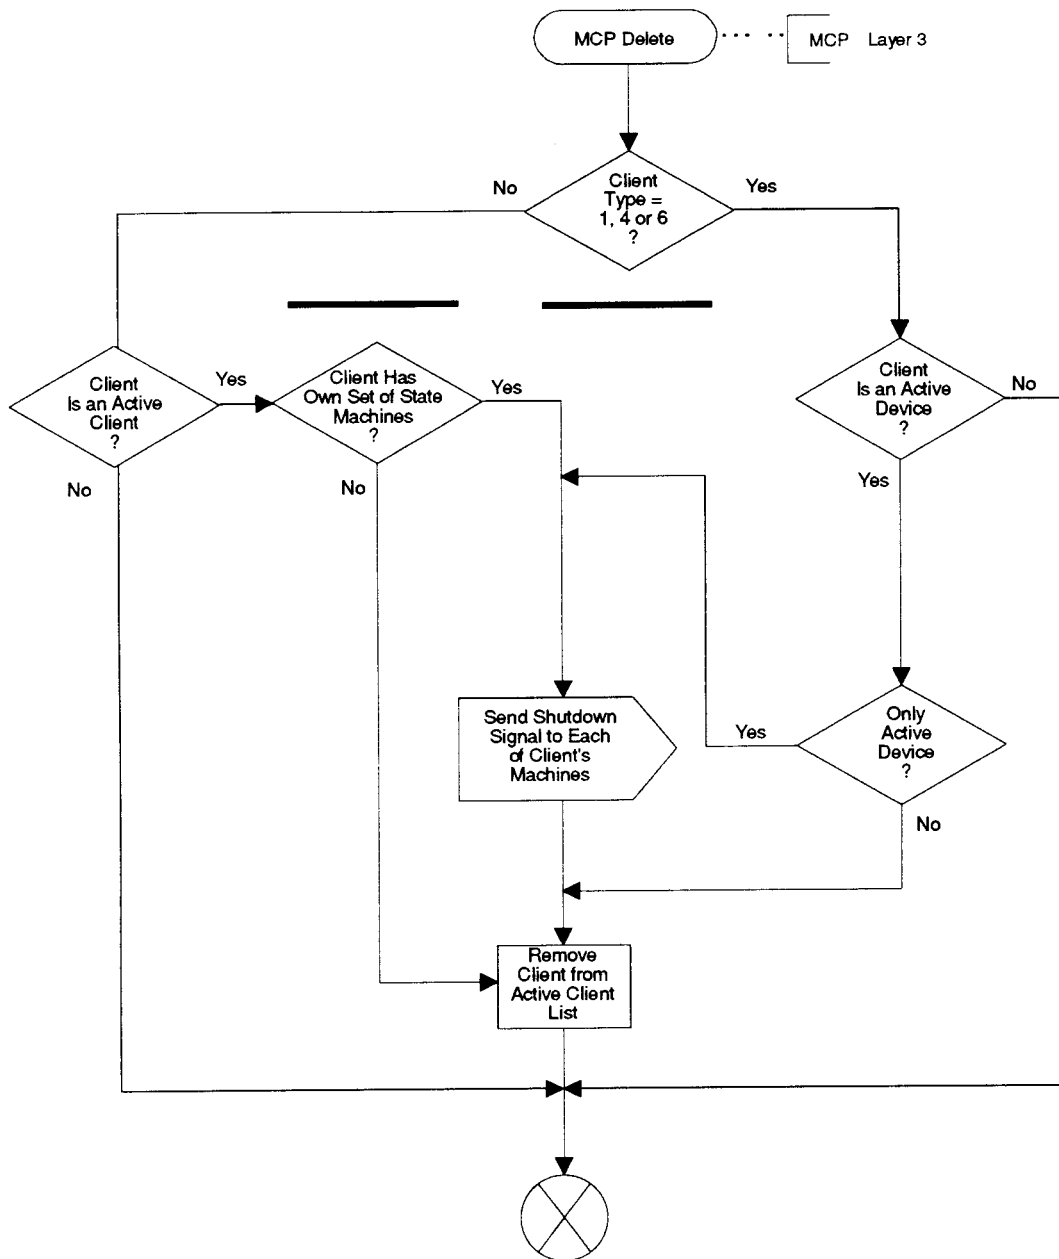 MCP Delete
MCP Layer 3
No
Client
Type =
1, 4 or 6
?
Yes
Client
Is an Active
Client
?
Yes
No
Client Has
Own Set of State
Machines
?
Yes
No
Client
Is an Active
Device
?
No
Yes
Send Shutdown
Signal to Each
of Client's
Machines
Yes
Only
Active
Device
?
No
Remove
Client from
Active Client
List